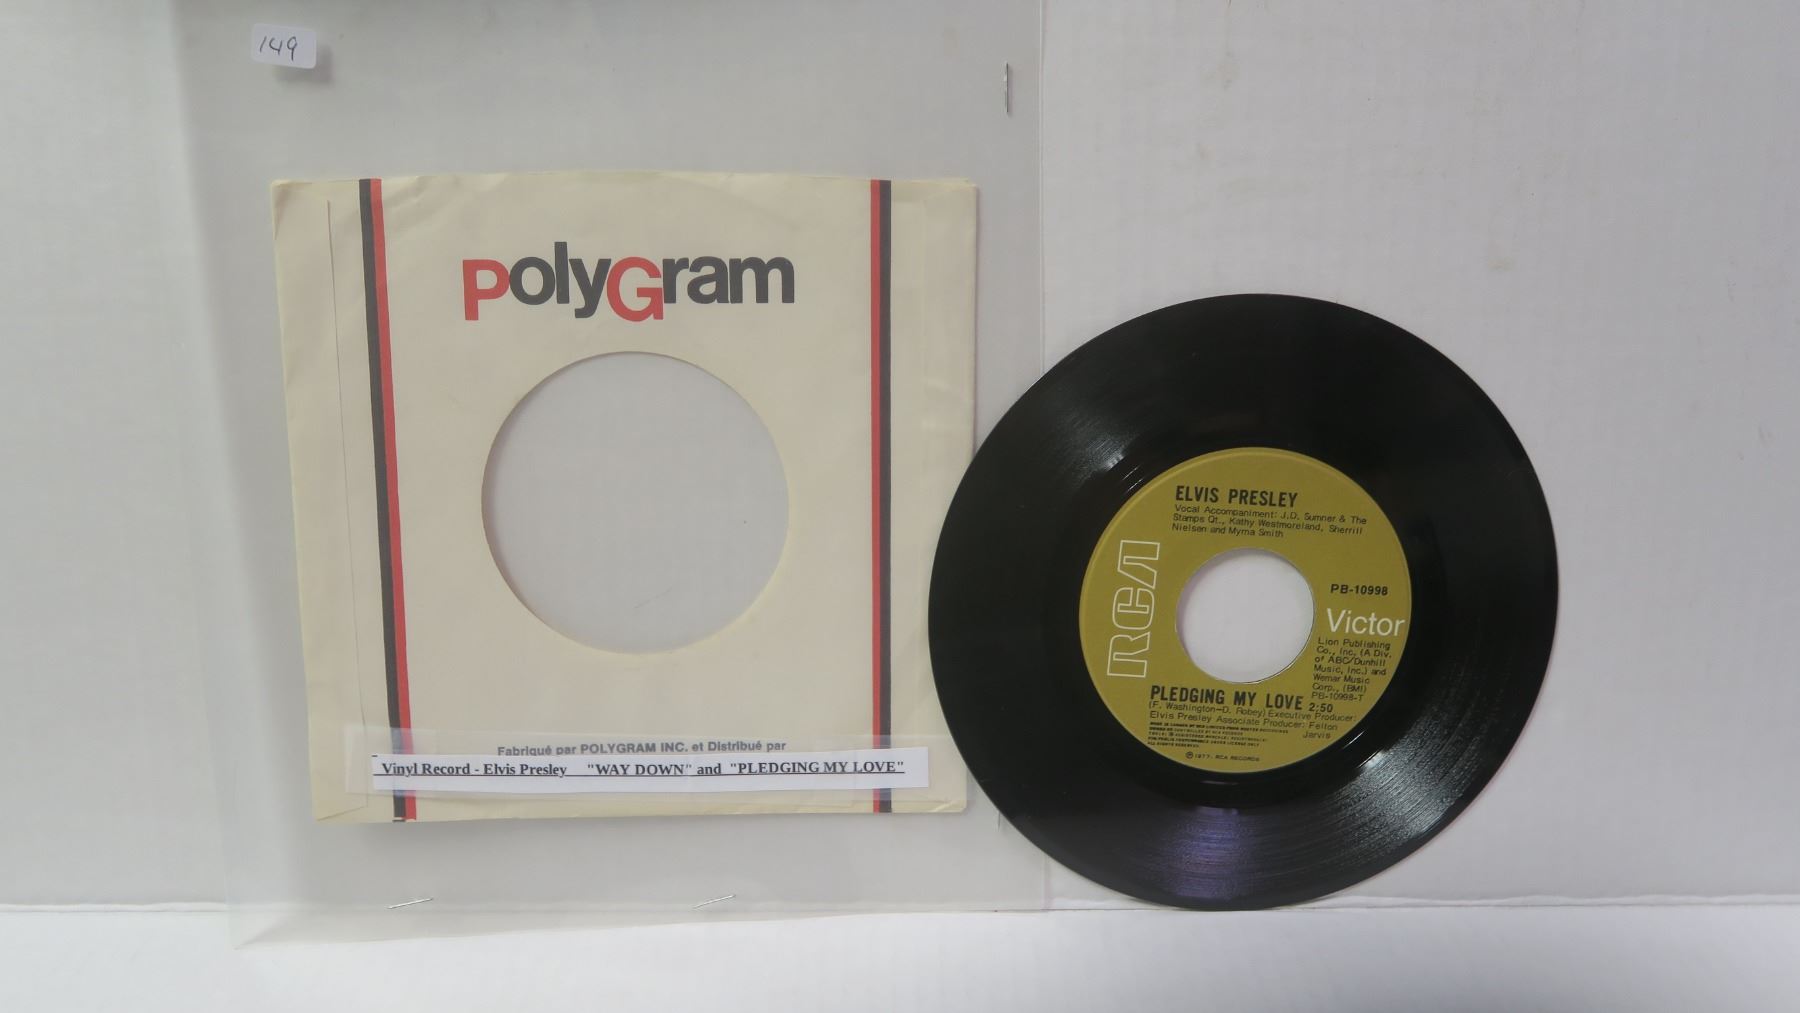 149
PolyGram
Fabriqué par POLYGRAM INC. et Distribué par
Vinyl Record - Elvis Presley "WAY DOWN" and "PLEDGING MY LOVE"
ELVIS PRESLEY
Vocal Accompaniment: J.D. Sumner & The
Stamps Qt., Kathy Westmoreland, Sherrill
Nielsen and Myrna Smith
RCA
PB-10998
Victor
Lion Publishing
Co., Inc. (A Div.
of ABC/Dunhill
Music, Inc.) and
Wemar Music
Corp., (BMI)
PB-10998-T
PLEDGING MY LOVE 2:50
(F. Washington-D. Robey) Executive Producer:
Elvis Presley Associate Producer: Felton
Jarvis
ALL RIGHTS RESERVED.
℗ 1977, RCA RECORDS